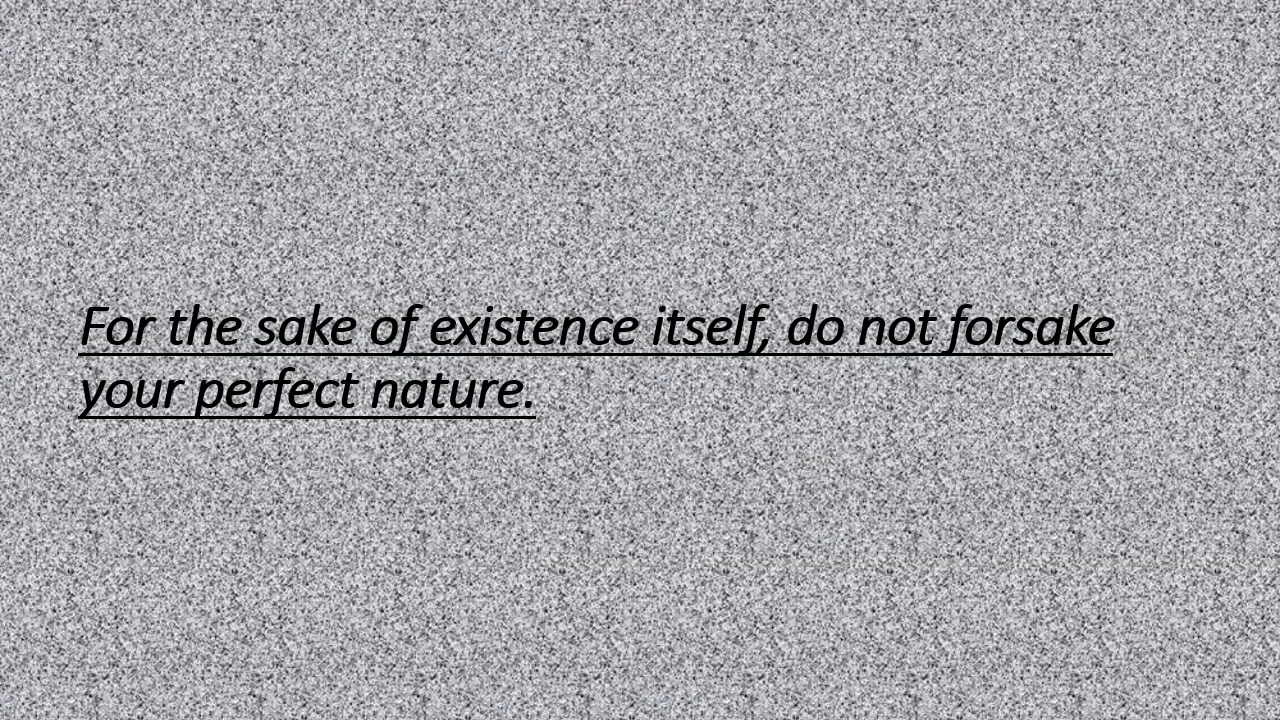 For the sake of existence itself, do not forsake
your perfect nature.